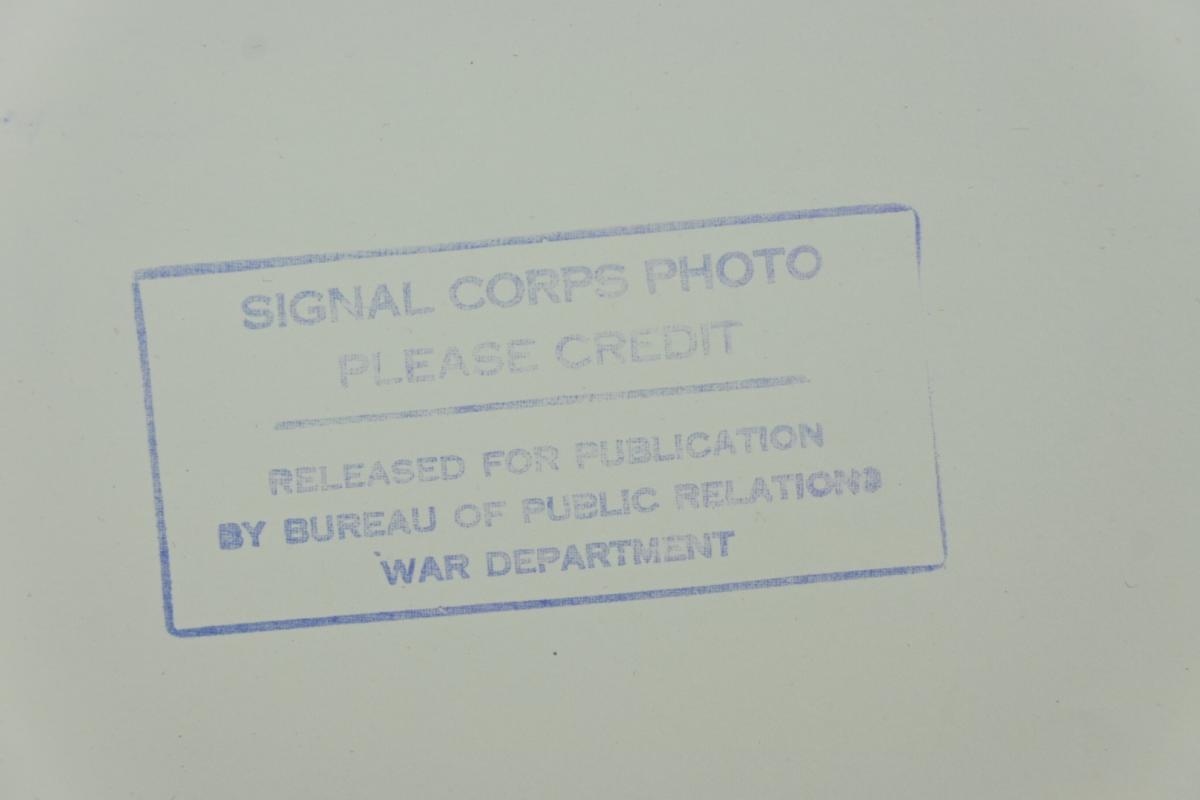 SIGNAL CORPS PHOTO
PLEASE CREDIT
RELEASED FOR PUBLICATION
BY BUREAU OF PUBLIC RELATIONS
WAR DEPARTMENT